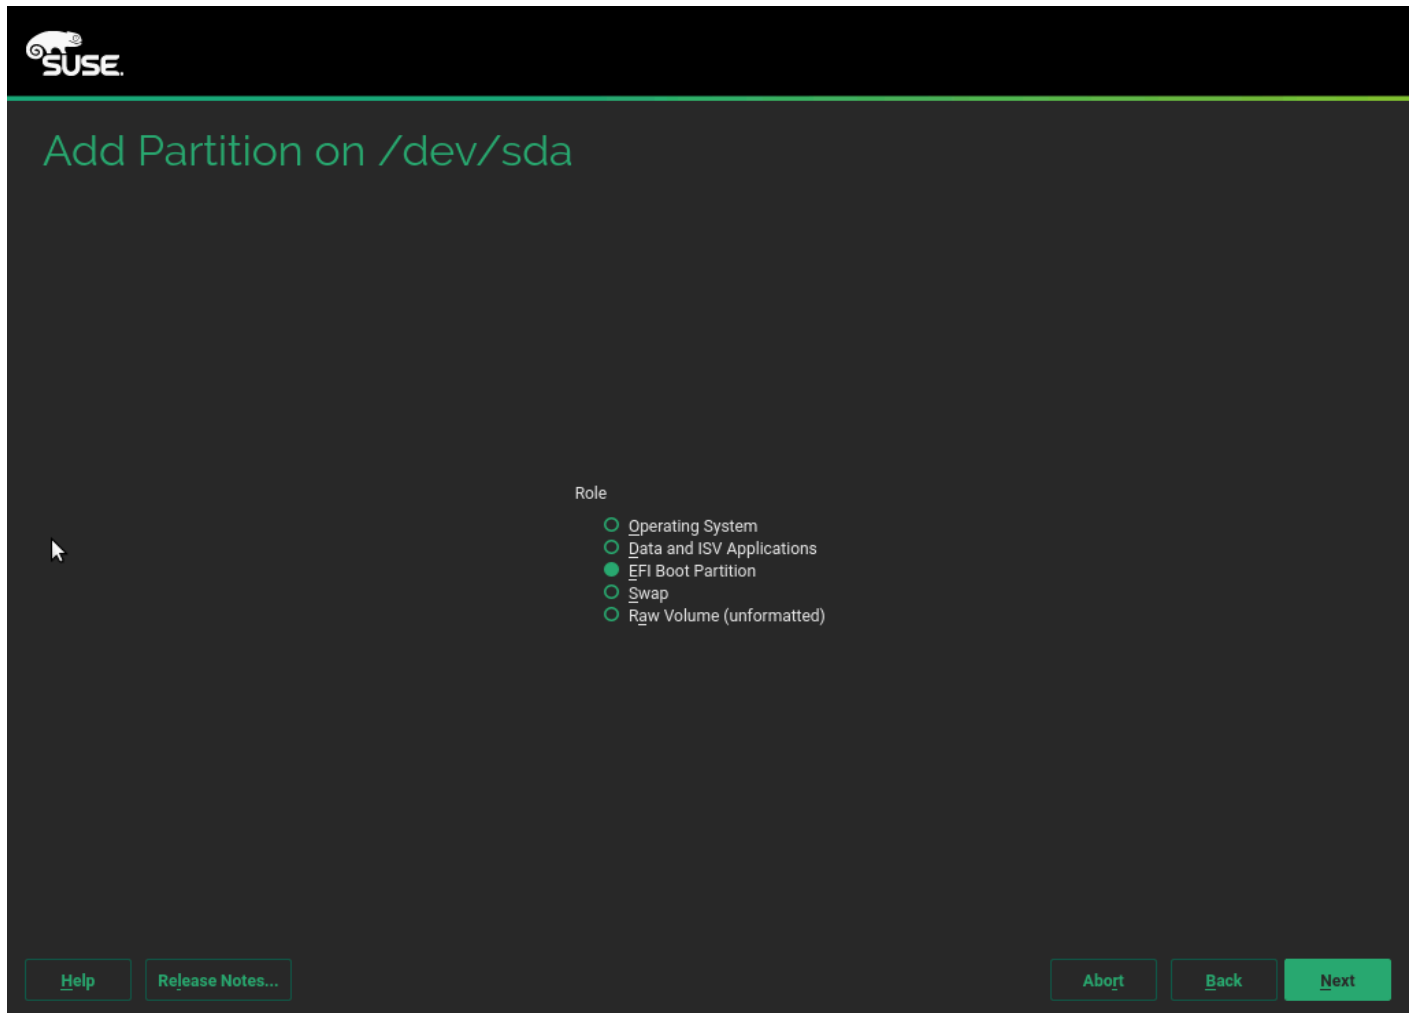 SUSE.
Add Partition on /dev/sda
Role
Operating System
Data and ISV Applications
EFI Boot Partition
Swap
Raw Volume (unformatted)
Help
Release Notes...
Abort
Back
Next